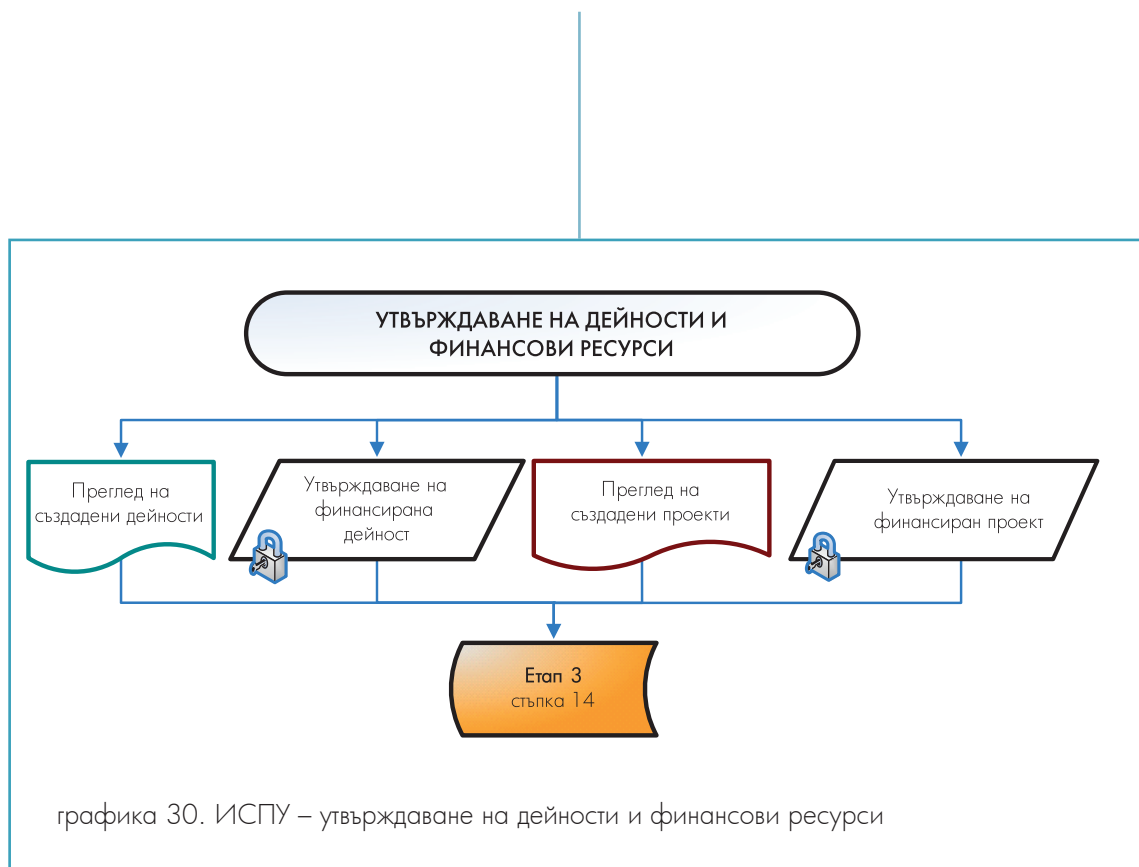 УТВЪРЖДАВАНЕ НА ДЕЙНОСТИ И
ФИНАНСОВИ РЕСУРСИ
Преглед на
създадени дейности
Утвърждаване на
финансирана
дейност
Преглед на
създадени проекти
Утвърждаване на
финансиран проект
Етап 3
стъпка 14
графика 30. ИСПУ – утвърждаване на дейности и финансови ресурси